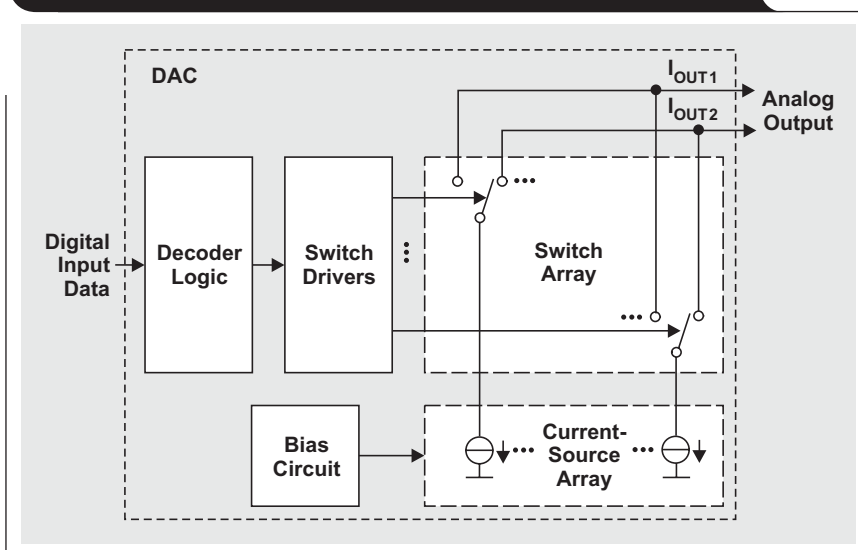 DAC
IOUT1
IOUT2
Analog
Output
Digital
Input
Data
Decoder
Logic
Switch
Drivers
Switch
Array
Bias
Circuit
Current-
Source
Array